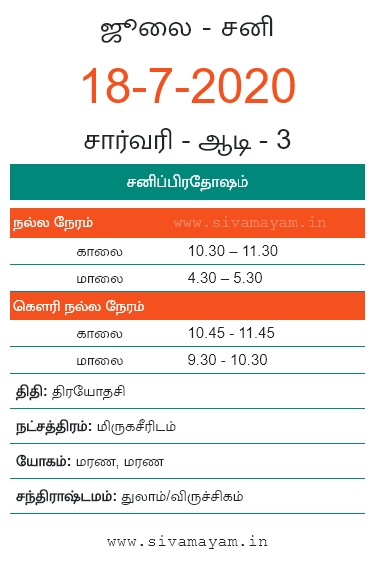 ஜூலை - சனி
18-7-2020
சார்வரி - ஆடி - 3
சனிப்பிரதோஷம்
நல்ல நேரம் www.sivamayam.in
காலை 10.30 – 11.30
மாலை 4.30 – 5.30
கௌரி நல்ல நேரம்
காலை 10.45 - 11.45
மாலை 9.30 - 10.30
திதி: திரயோதசி
நட்சத்திரம்: மிருகசீரிடம்
யோகம்: மரண, மரண
சந்திராஷ்டமம்: துலாம்/விருச்சிகம்
www.sivamayam.in